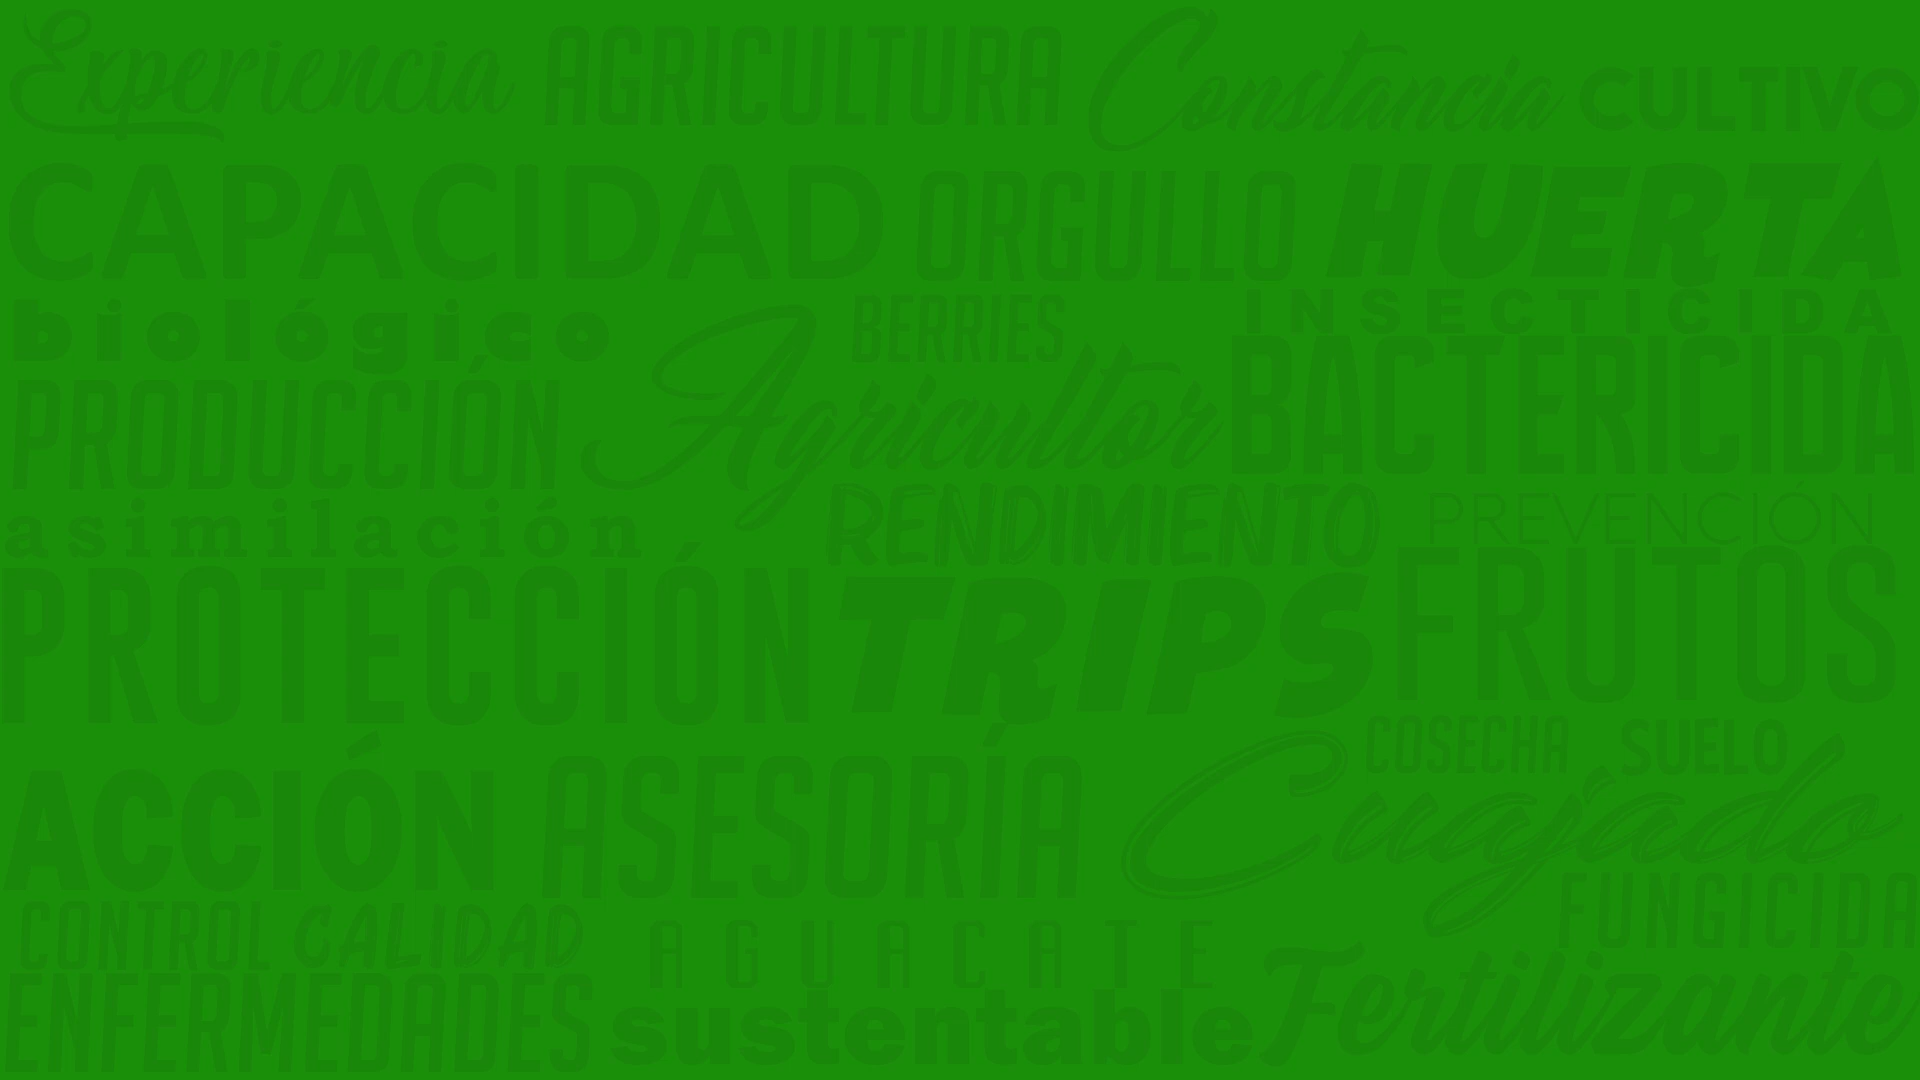 Experiencia AGRICULTURA Constancia CULTIVO
CAPACIDAD ORGULLO HUERTA
biológico BERRIES INSECTICIDA
PRODUCCIÓN Agricultor BACTERICIDA
asimilación RENDIMIENTO PREVENCIÓN
PROTECCIÓN TRIPS FRUTOS
COSECHA SUELO
ACCIÓN ASESORÍA Cuajado
FUNGICIDA
CONTROL CALIDAD AGUACATE
ENFERMEDADES sustentable Fertilizante